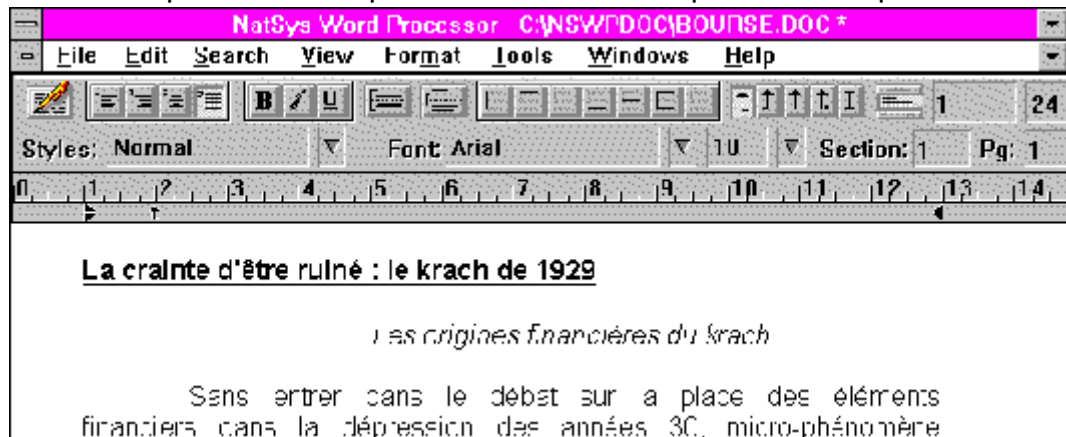 NatSys Word Processor C:\NSWPDOC\BOURSE.DOC *
File Edit Search View Format Tools Windows Help
B I U 1 24
Styles: Normal Font: Arial 10 Section: 1 Pg: 1
0 1 2 3 4 5 6 7 8 9 10 11 12 13 14
La crainte d'être ruiné : le krach de 1929
Les origines financières du krach
Sans entrer dans le débat sur la place des éléments
financiers dans la dépression des années 30, micro-phénomène